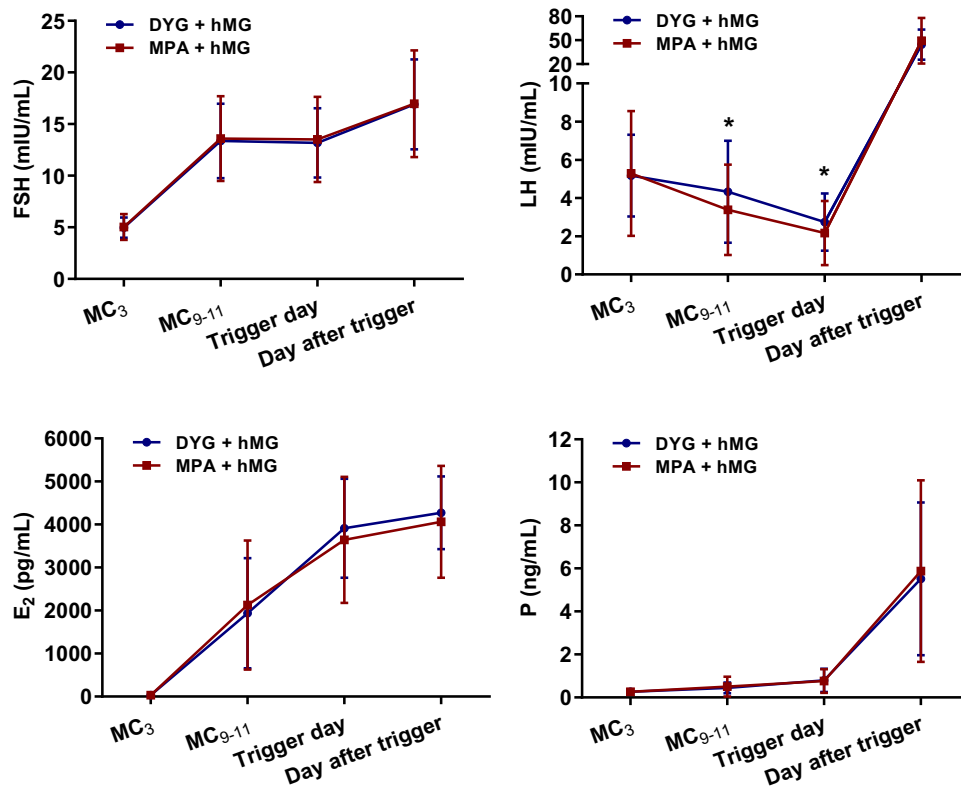 FSH (mIU/mL)
25
20
15
10
5
0
DYG + hMG
MPA + hMG
MC3
MC9-11
Trigger day
Day after trigger
LH (mIU/mL)
80
50
20
8
6
4
2
0
DYG + hMG
MPA + hMG
*
*
MC3
MC9-11
Trigger day
Day after trigger
E2 (pg/mL)
6000
5000
4000
3000
2000
1000
0
DYG + hMG
MPA + hMG
MC3
MC9-11
Trigger day
Day after trigger
P (ng/mL)
12
10
8
6
4
2
0
DYG + hMG
MPA + hMG
MC3
MC9-11
Trigger day
Day after trigger